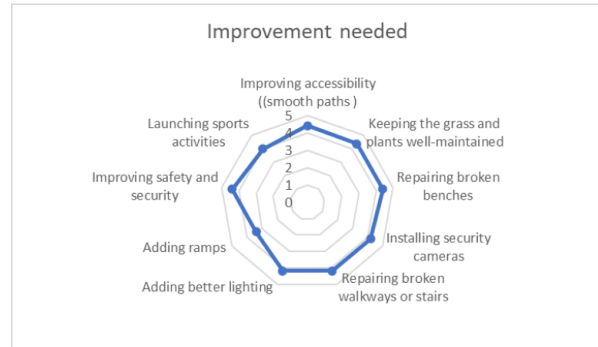 Improvement needed
Improving accessibility
((smooth paths )
Keeping the grass and
plants well-maintained
Repairing broken
benches
Installing security
cameras
Repairing broken
walkways or stairs
Adding better lighting
Adding ramps
Improving safety and
security
Launching sports
activities
5
4
3
2
1
0